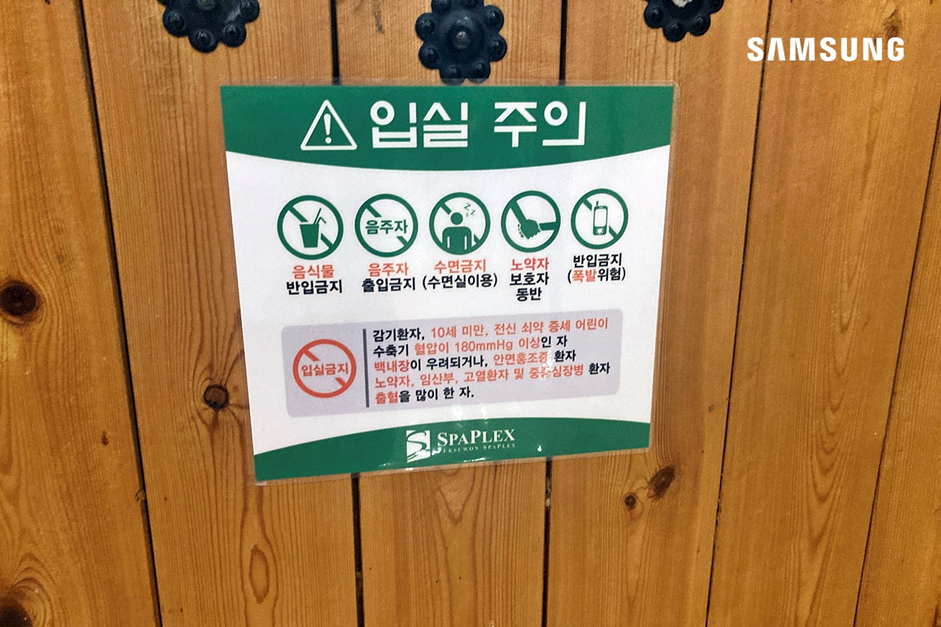 SAMSUNG
입실 주의
음주자
음식물
반입금지
음주자
출입금지
수면금지
(수면실이용)
노약자
보호자
동반
반입금지
(폭발위험)
입실금지
감기환자, 10세 미만, 전신 쇠약 증세 어린이
수축기 혈압이 180mmHg 이상인 자
백내장이 우려되거나, 안면홍조증 환자
노약자, 임산부, 고열환자 및 중증심장병 환자
출혈을 많이 한 자.
SPAPLEX
SPAPLEX